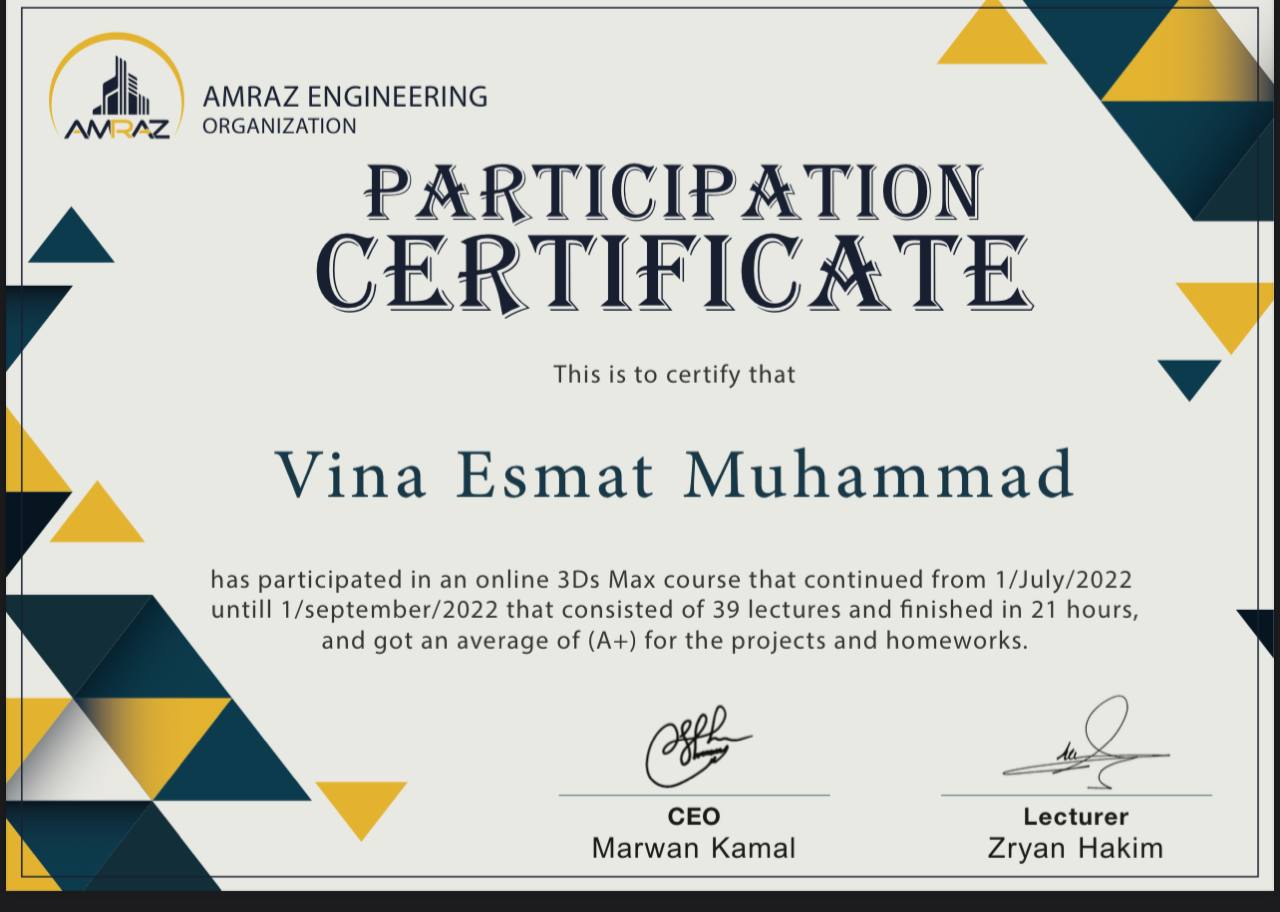 AMRAZ
AMRAZ ENGINEERING
ORGANIZATION
PARTICIPATION
CERTIFICATE
This is to certify that
Vina Esmat Muhammad
has participated in an online 3Ds Max course that continued from 1/July/2022
untill 1/september/2022 that consisted of 39 lectures and finished in 21 hours,
and got an average of (A+) for the projects and homeworks.
CEO
Marwan Kamal
Lecturer
Zryan Hakim